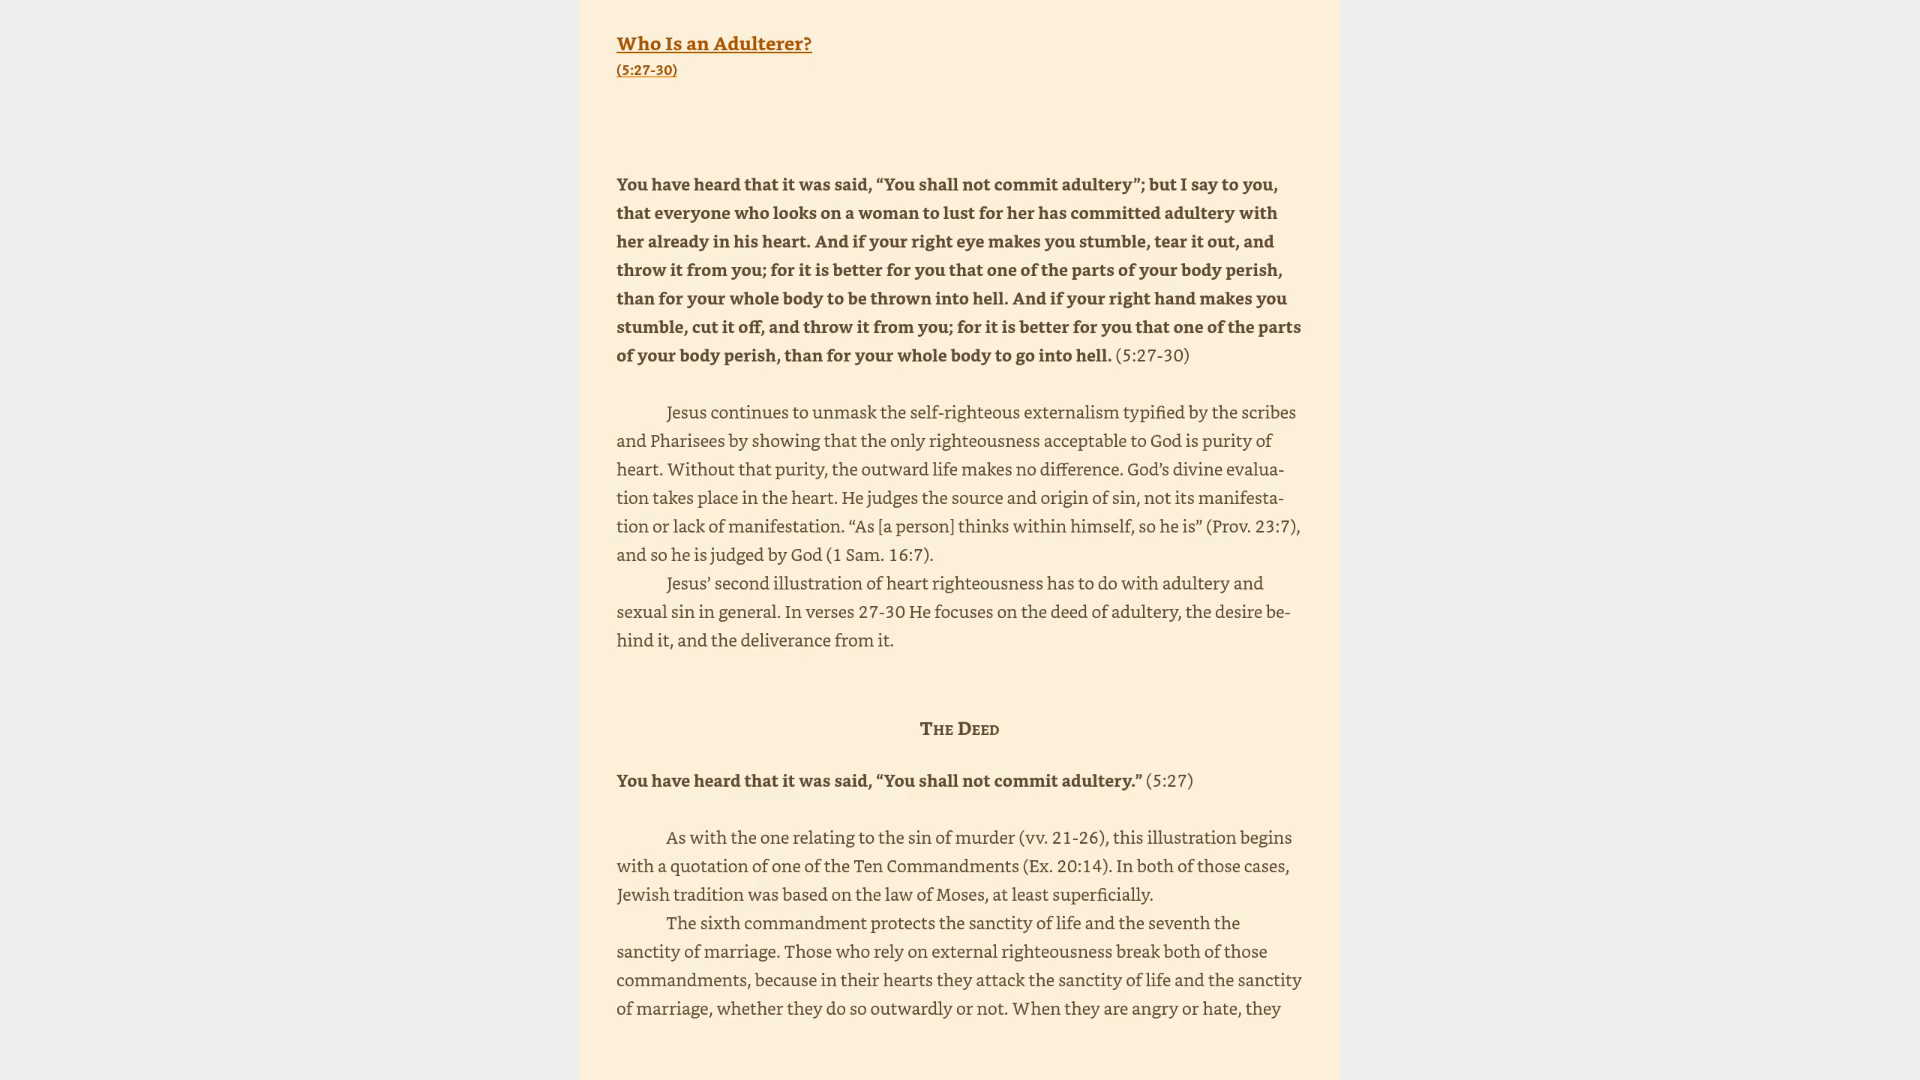 Who Is an Adulterer?
(5:27-30)
You have heard that it was said, “You shall not commit adultery”; but I say to you,
that everyone who looks on a woman to lust for her has committed adultery with
her already in his heart. And if your right eye makes you stumble, tear it out, and
throw it from you; for it is better for you that one of the parts of your body perish,
than for your whole body to be thrown into hell. And if your right hand makes you
stumble, cut it off, and throw it from you; for it is better for you that one of the parts
of your body perish, than for your whole body to go into hell. (5:27-30)
Jesus continues to unmask the self-righteous externalism typified by the scribes
and Pharisees by showing that the only righteousness acceptable to God is purity of
heart. Without that purity, the outward life makes no difference. God’s divine evalua-
tion takes place in the heart. He judges the source and origin of sin, not its manifesta-
tion or lack of manifestation. “As [a person] thinks within himself, so he is” (Prov. 23:7),
and so he is judged by God (1 Sam. 16:7).
Jesus’ second illustration of heart righteousness has to do with adultery and
sexual sin in general. In verses 27-30 He focuses on the deed of adultery, the desire be-
hind it, and the deliverance from it.
The Deed
You have heard that it was said, “You shall not commit adultery.” (5:27)
As with the one relating to the sin of murder (vv. 21-26), this illustration begins
with a quotation of one of the Ten Commandments (Ex. 20:14). In both of those cases,
Jewish tradition was based on the law of Moses, at least superficially.
The sixth commandment protects the sanctity of life and the seventh the
sanctity of marriage. Those who rely on external righteousness break both of those
commandments, because in their hearts they attack the sanctity of life and the sanctity
of marriage, whether they do so outwardly or not. When they are angry or hate, they